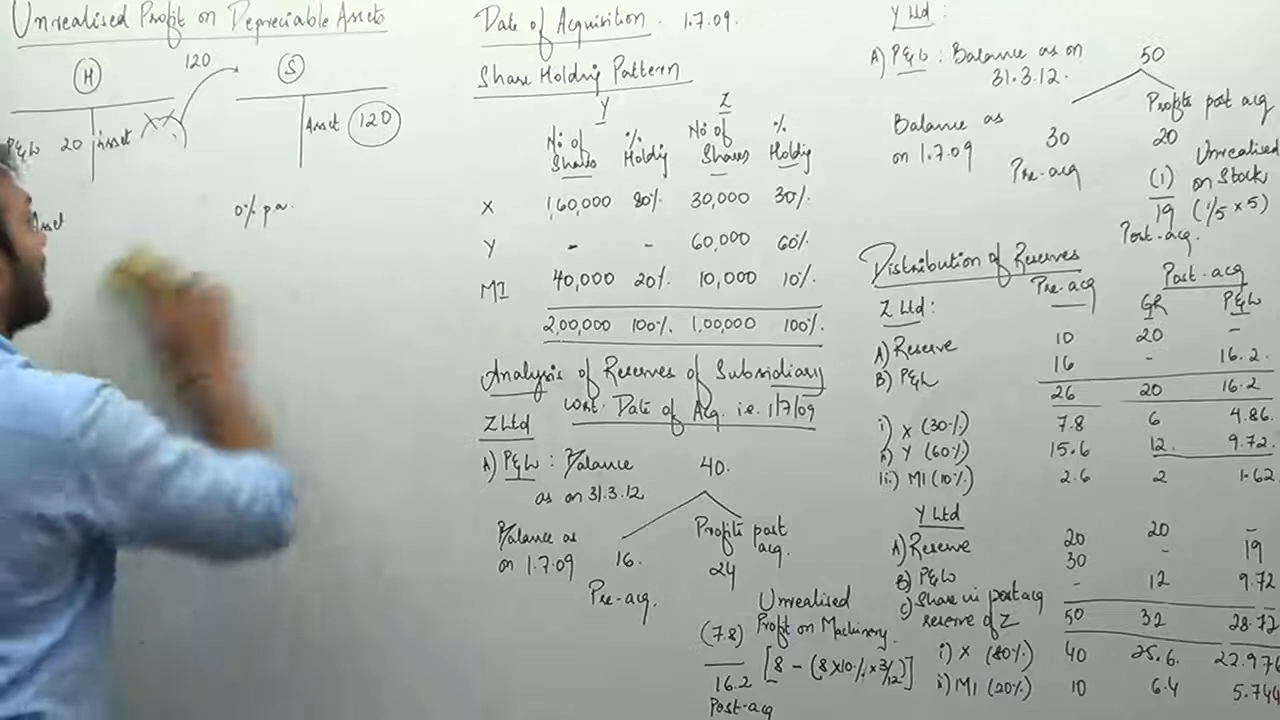 Unrealised Profit on Depreciable Assets
120
H S
P&L 20 Asset
Asset 120
Asset 0% p.a.
Date of Acquisition. 1.7.09.
Share Holding Pattern
Y Z
No of Shares % Holdig No of Shares % Holdig
X 1,60,000 80% 30,000 30%
Y - - 60,000 60%
MI 40,000 20% 10,000 10%
2,00,000 100% 1,00,000 100%
Analysis of Reserves of Subsidiary
w.r.t. Date of Acq. i.e. 1/7/09
Z Ltd
A) P&L : Balance 40.
as on 31.3.12
Balance as on 1.7.09 16. Pre-acq.
Profits post acq. 24
(7.8) Unrealised Profit on Machinery.
[8 - (8x10%x3/12)]
16.2
Post-acq
Y Ltd:
A) P&L : Balance as on 50
31.3.12.
Balance as on 1.7.09 30 Pre-acq
Profits post acq 20
(1) Unrealised on Stock
19 (1/5 x 5)
Post-acq.
Distribution of Reserves
Pre-acq Post-acq
Z Ltd: GR P&L
A) Reserve 10 20 -
B) P&L 16 - 16.2.
26 20 16.2
i) X (30%) 7.8 6 4.86.
ii) Y (60%) 15.6 12. 9.72.
iii) MI (10%) 2.6 2 1.62
Y Ltd
A) Reserve 20 20 -
B) P&L 30 - 19
c) Share in post acq reserve of Z - 12 9.72
50 32 28.72
i) X (80%) 40 25.6. 22.976
ii) MI (20%) 10 6.4 5.744